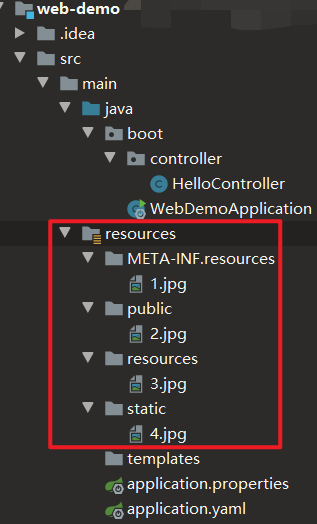 web-demo
.idea
src
main
java
boot
controller
HelloController
WebDemoApplication
resources
META-INF.resources
1.jpg
public
2.jpg
resources
3.jpg
static
4.jpg
templates
application.properties
application.yaml